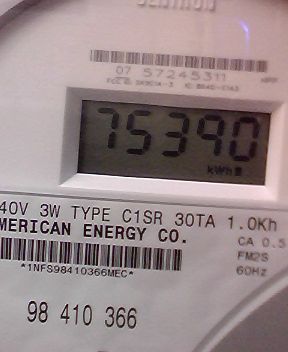 CENTRON
07 57245311
75390
kWh
40V 3W TYPE C1SR 30TA 1.0Kh
MERICAN ENERGY CO.
CA 0.5
*1NFS98410366MEC*
FM2S
60Hz
98 410 366